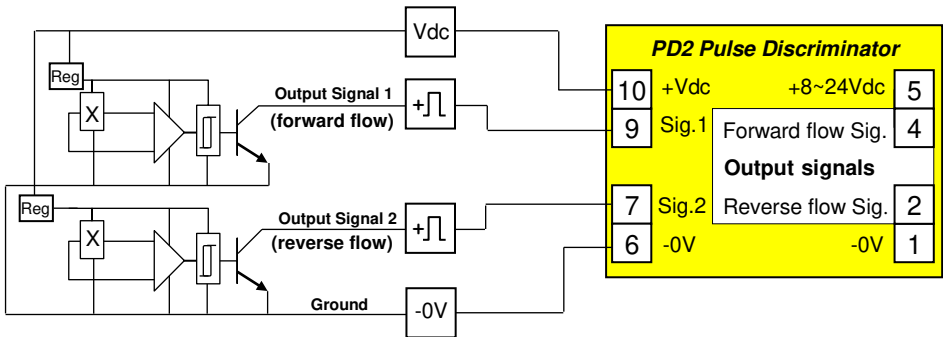 Vdc
PD2 Pulse Discriminator
Reg
10 +Vdc +8~24Vdc 5
X
Output Signal 1
(forward flow)
+
9 Sig.1 Forward flow Sig. 4
Output signals
Reg
X
Output Signal 2
(reverse flow)
+
7 Sig.2 Reverse flow Sig. 2
6 -0V -0V 1
Ground
-0V